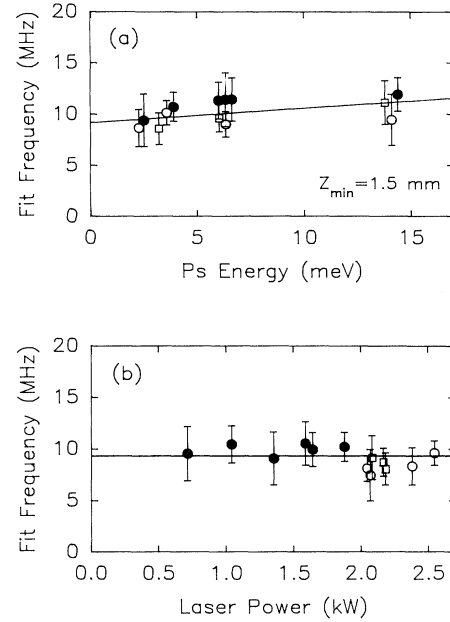 20
(a)
15
10
5
0
Fit Frequency (MHz)
Z_min=1.5 mm
0 5 10 15
Ps Energy (meV)
20
(b)
15
10
5
0
Fit Frequency (MHz)
0.0 0.5 1.0 1.5 2.0 2.5
Laser Power (kW)